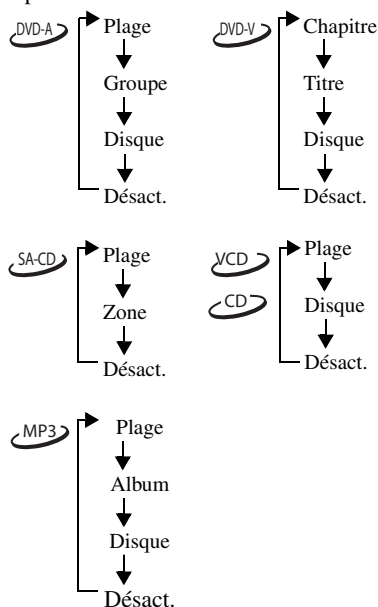 DVD-A
Plage
Groupe
Disque
Désact.
DVD-V
Chapitre
Titre
Disque
Désact.
SA-CD
Plage
Zone
Désact.
VCD
CD
Plage
Disque
Désact.
MP3
Plage
Album
Disque
Désact.